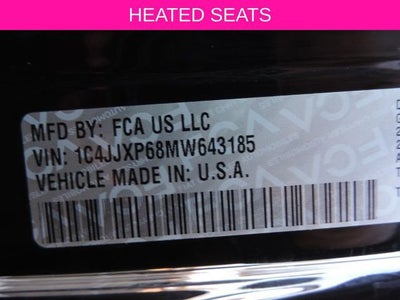 HEATED SEATS
MFD BY: FCA US LLC
VIN: 1C4JJXP68MW643185
VEHICLE MADE IN: U.S.A.